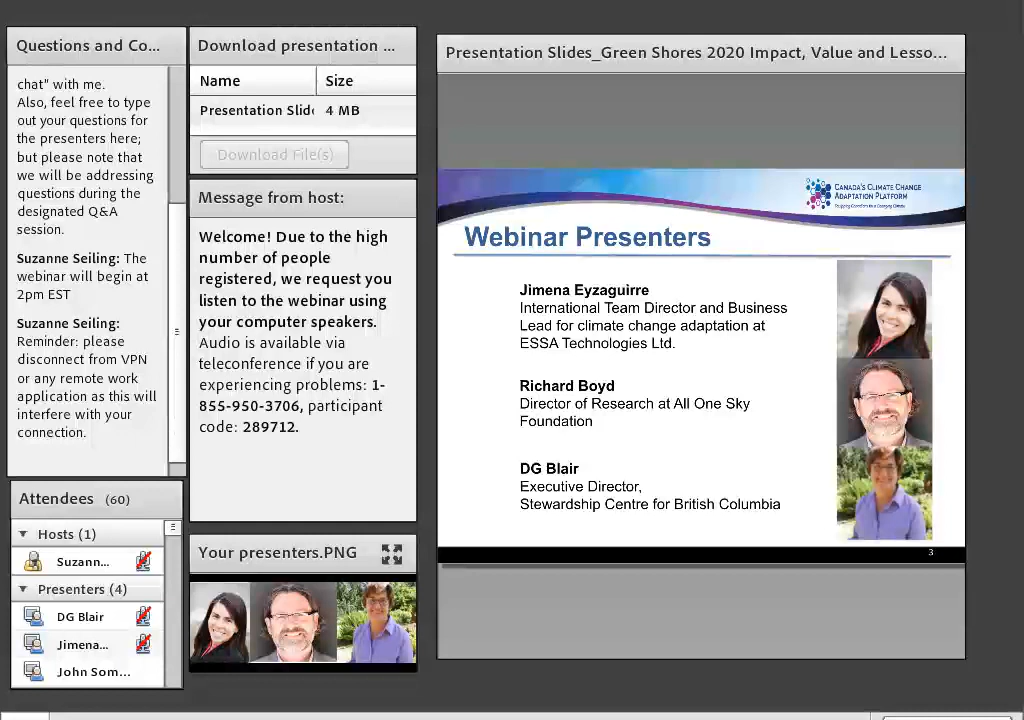 Questions and Co...
chat" with me.
Also, feel free to type
out your questions for
the presenters here;
but please note that
we will be addressing
questions during the
designated Q&A
session.
Suzanne Seiling: The
webinar will begin at
2pm EST
Suzanne Seiling:
Reminder: please
disconnect from VPN
or any remote work
application as this will
interfere with your
connection.
Attendees (60)
Hosts (1)
Suzann...
Presenters (4)
DG Blair
Jimena...
John Som...
Download presentation ...
Name Size
Presentation Slid 4 MB
Download File(s)
Message from host:
Welcome! Due to the high
number of people
registered, we request you
listen to the webinar using
your computer speakers.
Audio is available via
teleconference if you are
experiencing problems: 1-
855-950-3706, participant
code: 289712.
Your presenters.PNG
Presentation Slides_Green Shores 2020 Impact, Value and Lesso...
CANADA'S CLIMATE CHANGE
ADAPTATION PLATFORM
Webinar Presenters
Jimena Eyzaguirre
International Team Director and Business
Lead for climate change adaptation at
ESSA Technologies Ltd.
Richard Boyd
Director of Research at All One Sky
Foundation
DG Blair
Executive Director,
Stewardship Centre for British Columbia
3